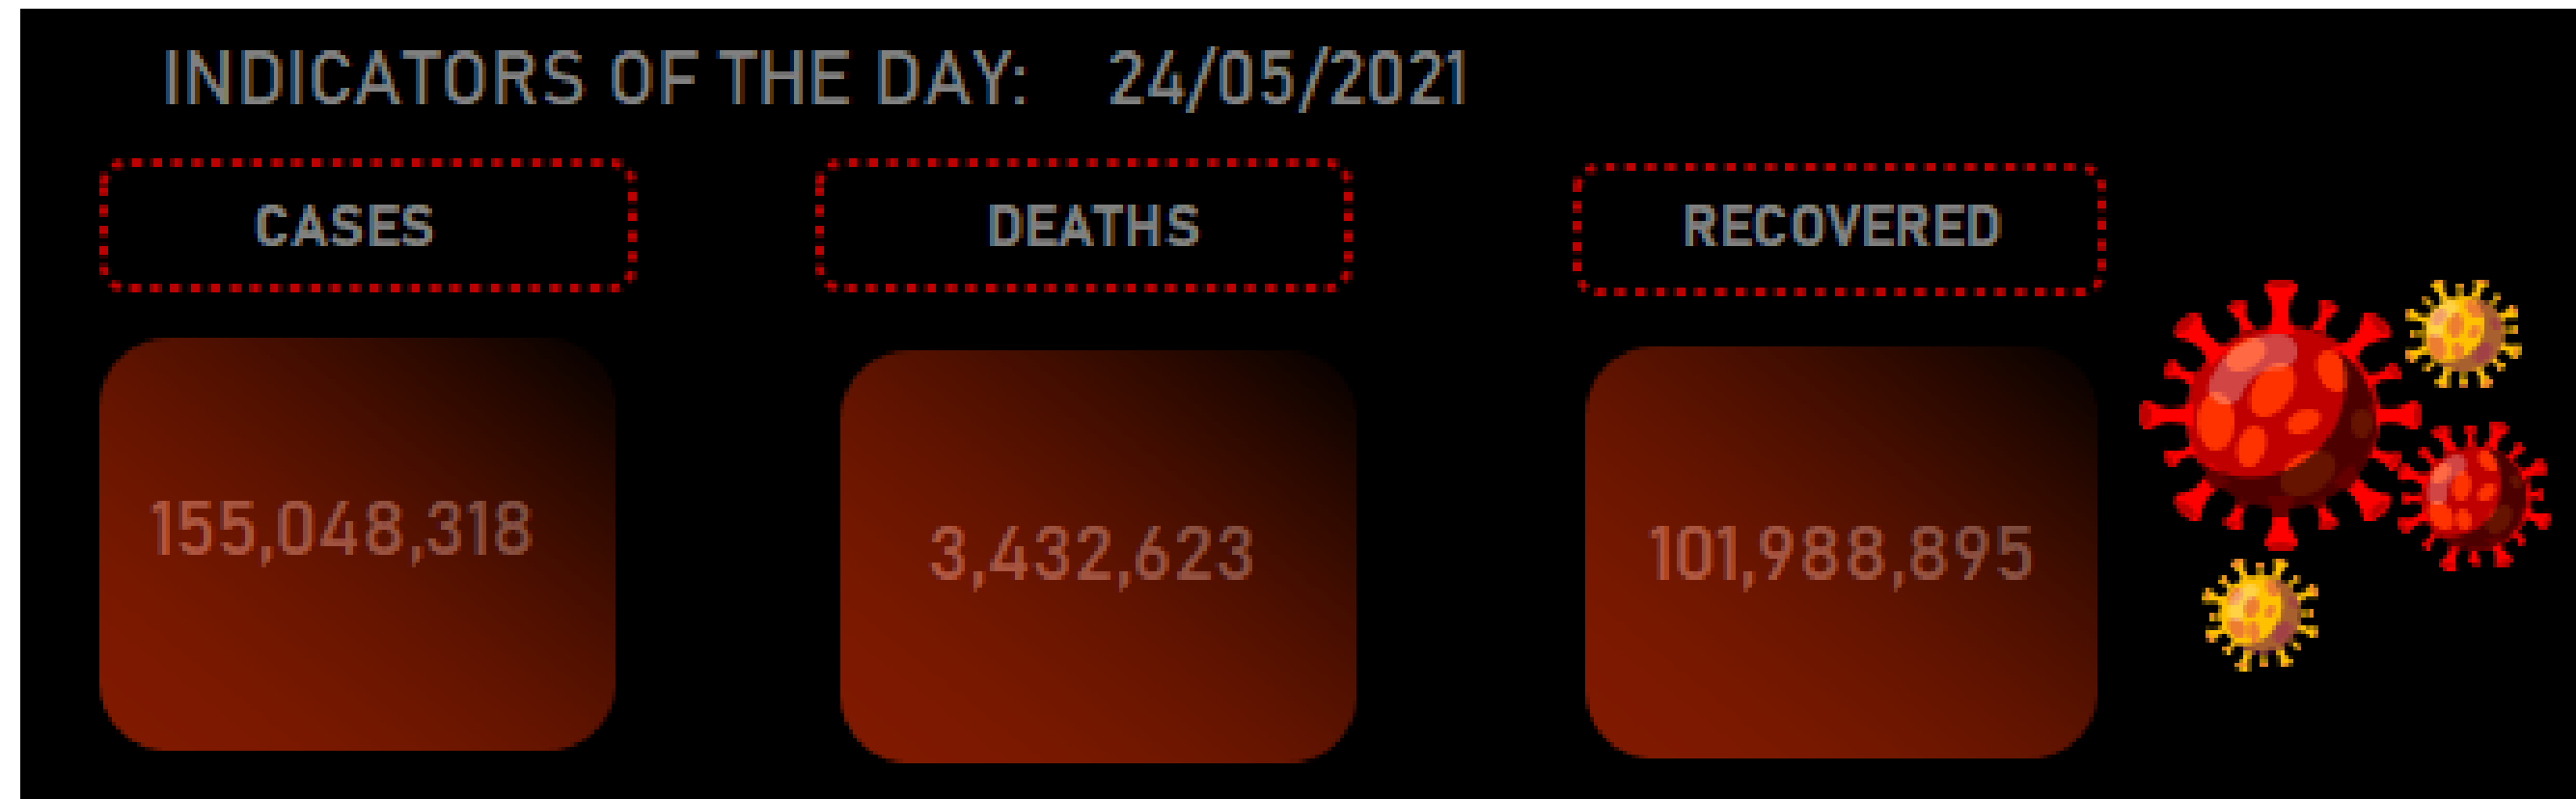 INDICATORS OF THE DAY: 24/05/2021
CASES DEATHS RECOVERED
155,048,318 3,432,623 101,988,895